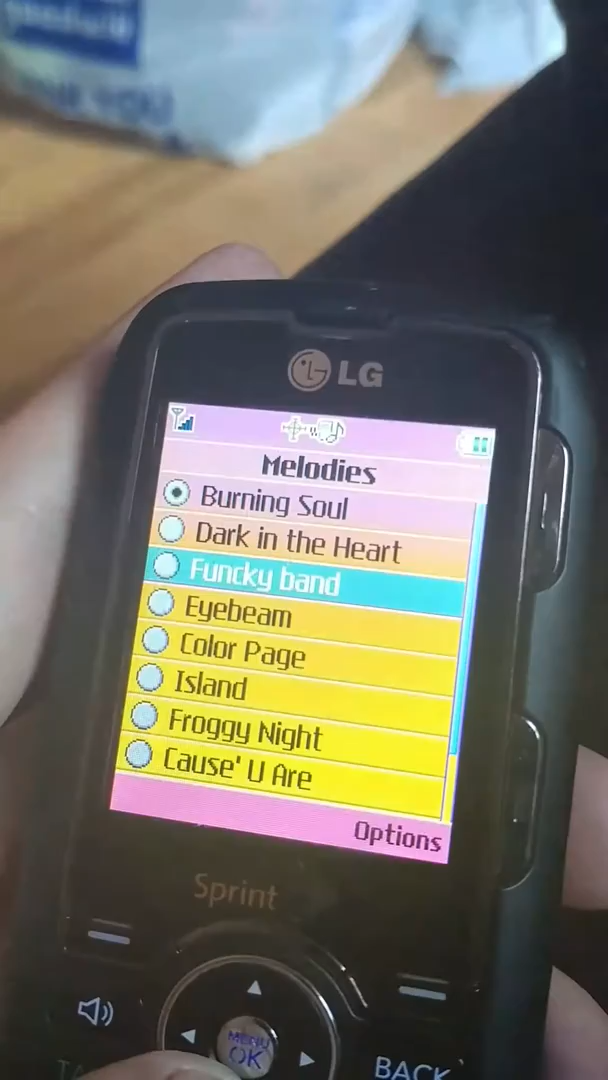 YOU
LG
Melodies
Burning Soul
Dark in the Heart
Funcky band
Eyebeam
Color Page
Island
Froggy Night
Cause' U Are
Options
Sprint
MENU
OK
BACK